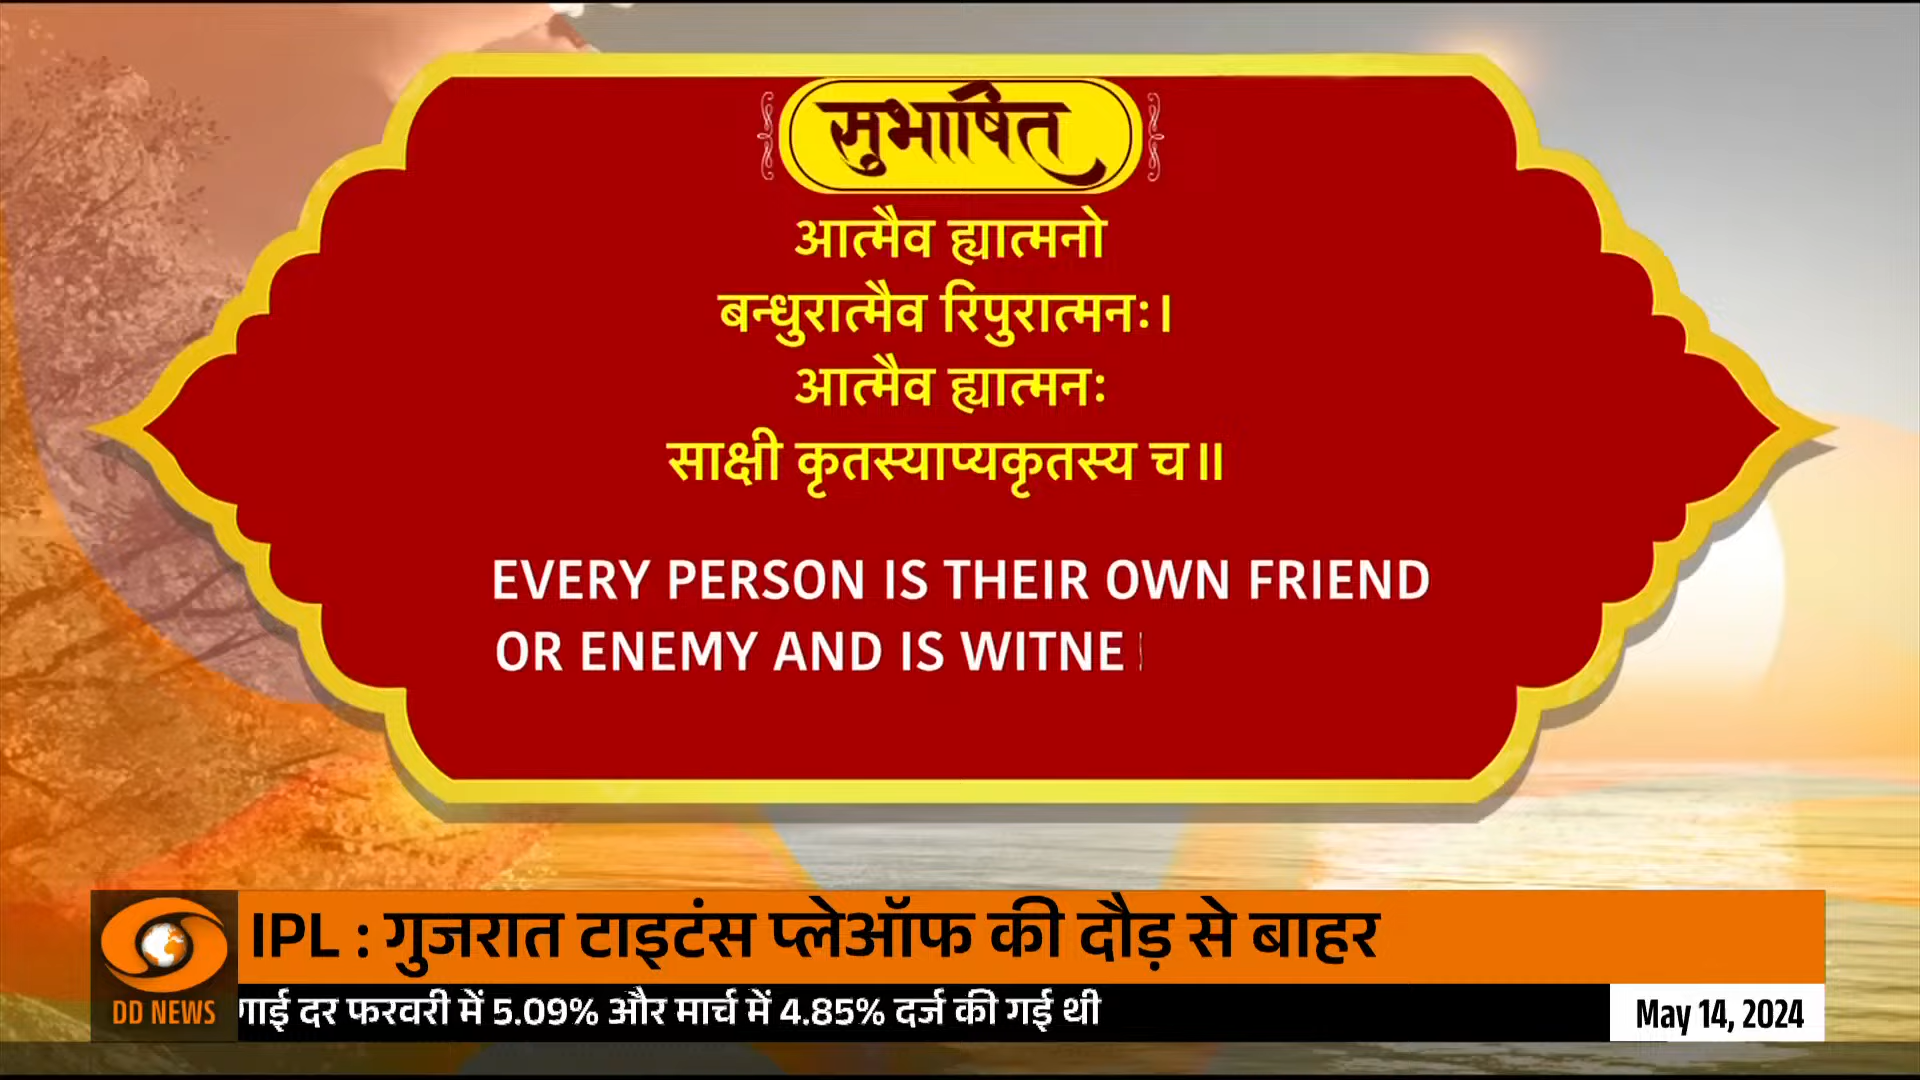 सुभाषित
आत्मैव ह्यात्मनो
बन्धुरात्मैव रिपुरात्मनः।
आत्मैव ह्यात्मनः
साक्षी कृतस्याप्यकृतस्य च॥
EVERY PERSON IS THEIR OWN FRIEND
OR ENEMY AND IS WITNE
IPL : गुजरात टाइटंस प्लेऑफ की दौड़ से बाहर
DD NEWS
गाई दर फरवरी में 5.09% और मार्च में 4.85% दर्ज की गई थी
May 14, 2024